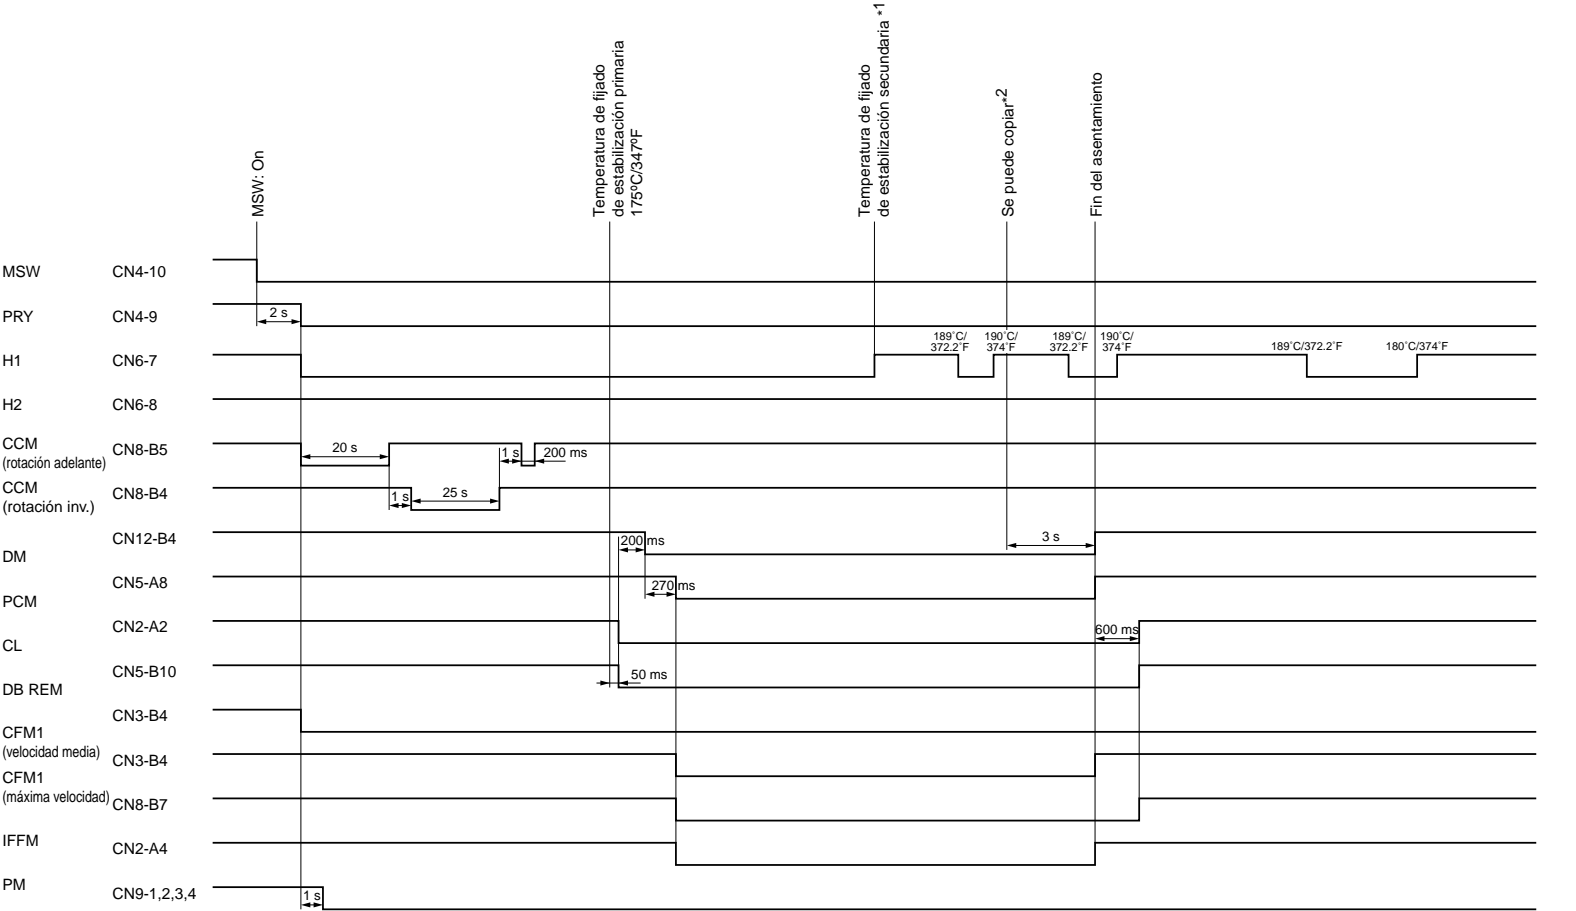 Temperatura de fijado
de estabilización primaria
175ºC/347ºF
Temperatura de fijado
de estabilización secundaria *1
MSW: On
Se puede copiar*2
Fin del asentamiento
MSW CN4-10
PRY CN4-9 2 s
189˚C/ 190˚C/ 189˚C/ 190˚C/
372.2˚F 374˚F 372.2˚F 374˚F 189˚C/372.2˚F 180˚C/374˚F
H1 CN6-7
H2 CN6-8
CCM CN8-B5 20 s 1 s 200 ms
(rotación adelante)
CCM CN8-B4 1 s 25 s
(rotación inv.)
CN12-B4 200 ms 3 s
DM
CN5-A8 270 ms
PCM
CN2-A2 600 ms
CL
CN5-B10 50 ms
DB REM
CN3-B4
CFM1
(velocidad media)
CN3-B4
CFM1
(máxima velocidad)
CN8-B7
IFFM
CN2-A4
PM
CN9-1,2,3,4 1 s